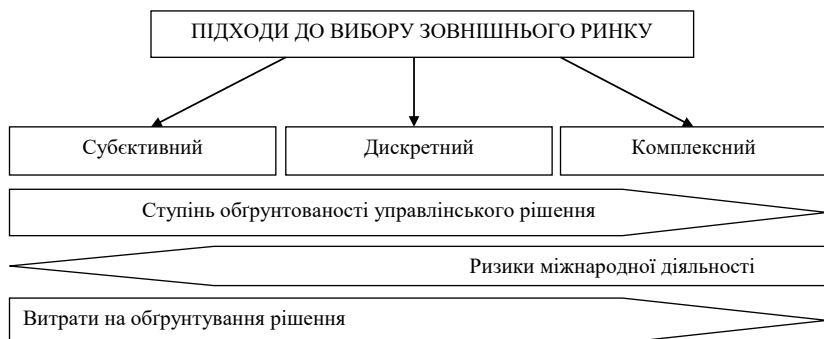 ПІДХОДИ ДО ВИБОРУ ЗОВНІШНЬОГО РИНКУ
Субєктивний
Дискретний
Комплексний
Ступінь обґрунтованості управлінського рішення
Ризики міжнародної діяльності
Витрати на обґрунтування рішення